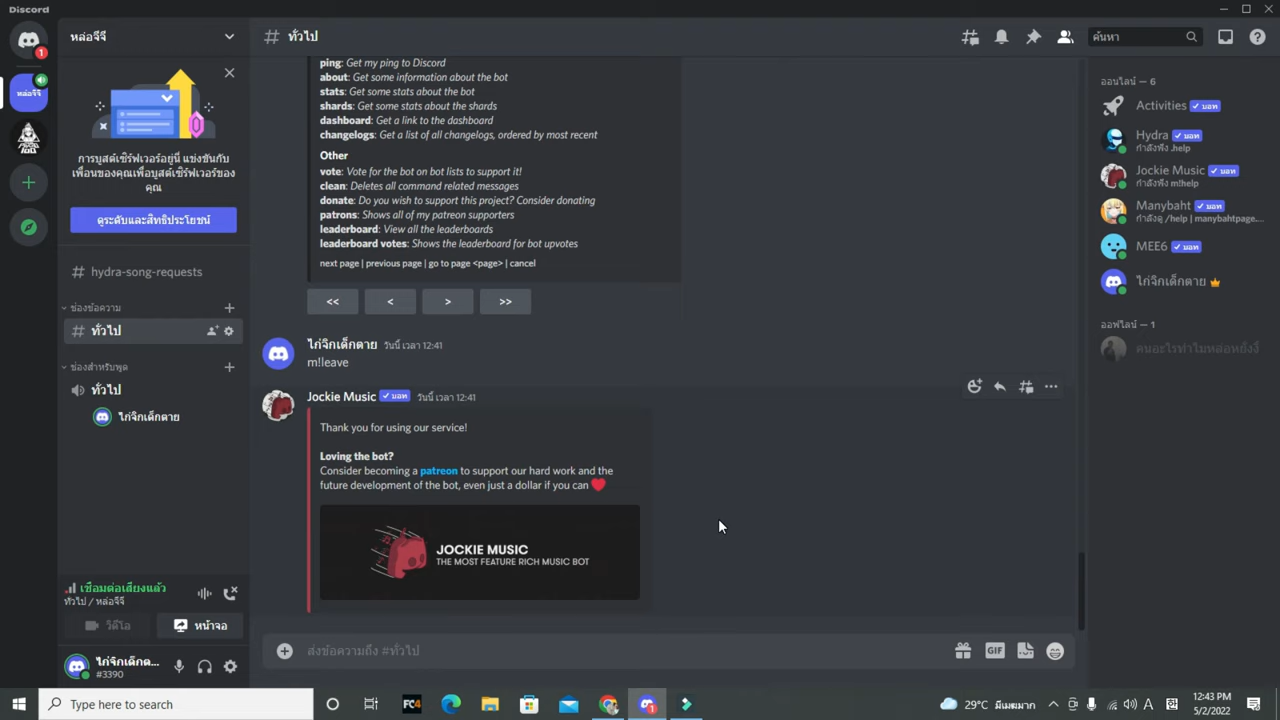 Discord
หล่อจีจี
# ทั่วไป
ค้นหา
1
หล่อจีจี
การบูสต์เซิร์ฟเวอร์อยู่นี่ แข่งขันกับ
เพื่อนของคุณเพื่อบูสต์เซิร์ฟเวอร์ของ
คุณ
ดูระดับและสิทธิประโยชน์
# hydra-song-requests
ช่องข้อความ
# ทั่วไป
ช่องสำหรับพูด
ทั่วไป
ไก่จิกเด็กตาย
เชื่อมต่อเสียงแล้ว
ทั่วไป / หล่อจีจี
วิดีโอ
หน้าจอ
ไก่จิกเด็กต...
#3390
ping: Get my ping to Discord
about: Get some information about the bot
stats: Get some stats about the bot
shards: Get some stats about the shards
dashboard: Get a link to the dashboard
changelogs: Get a list of all changelogs, ordered by most recent
Other
vote: Vote for the bot on bot lists to support it!
clean: Deletes all command related messages
donate: Do you wish to support this project? Consider donating
patrons: Shows all of my patreon supporters
leaderboard: View all the leaderboards
leaderboard votes: Shows the leaderboard for bot upvotes
next page | previous page | go to page <page> | cancel
<< < > >>
ไก่จิกเด็กตาย วันนี้ เวลา 12:41
m!leave
Jockie Music บอท วันนี้ เวลา 12:41
Thank you for using our service!
Loving the bot?
Consider becoming a patreon to support our hard work and the
future development of the bot, even just a dollar if you can
JOCKIE MUSIC
THE MOST FEATURE RICH MUSIC BOT
ส่งข้อความถึง #ทั่วไป
GIF
ออนไลน์ — 6
Activities บอท
Hydra บอท
กำลังฟัง .help
Jockie Music บอท
กำลังฟัง m!help
Manybaht บอท
กำลังดู /help | manybahtpage....
MEE6 บอท
ไก่จิกเด็กตาย
ออฟไลน์ — 1
คนอะไรทำไมหล่อหยั่งงี้
Type here to search
FC4
1
29°C มีเมฆมาก
A
12:43 PM
5/2/2022